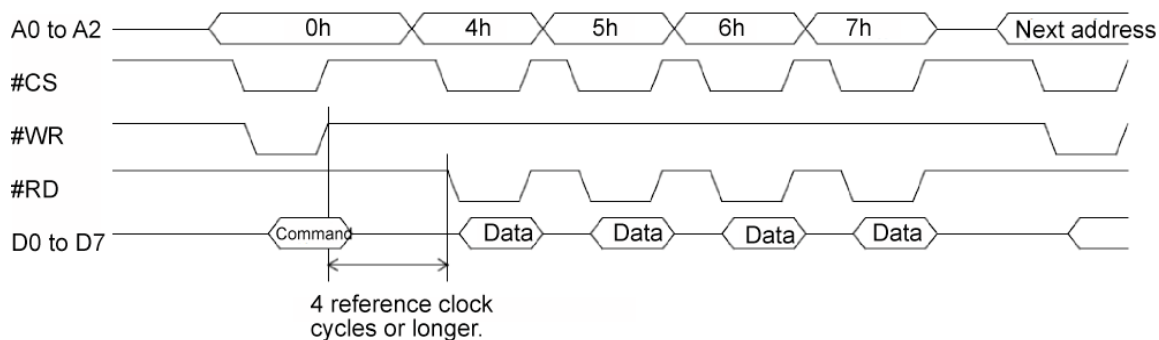 A0 to A2 0h 4h 5h 6h 7h Next address
#CS
#WR
#RD
D0 to D7 Command Data Data Data Data
4 reference clock
cycles or longer.